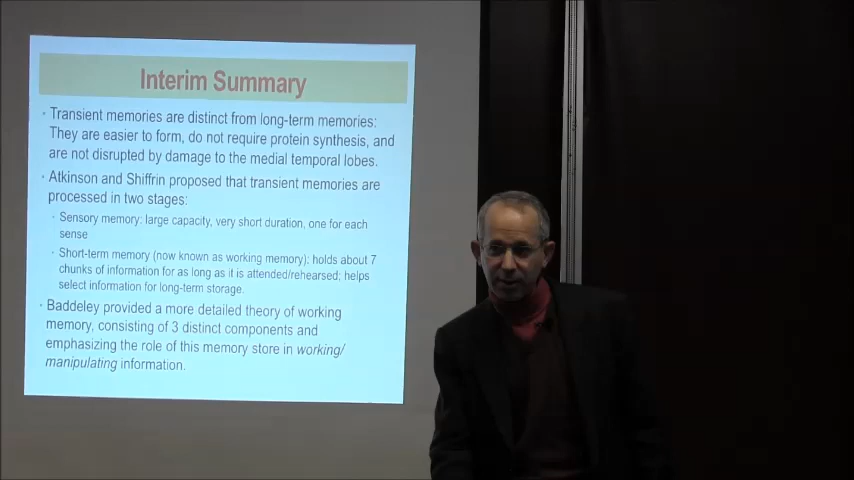 Interim Summary
• Transient memories are distinct from long-term memories:
They are easier to form, do not require protein synthesis, and
are not disrupted by damage to the medial temporal lobes.
• Atkinson and Shiffrin proposed that transient memories are
processed in two stages:
• Sensory memory: large capacity, very short duration, one for each
sense
• Short-term memory (now known as working memory): holds about 7
chunks of information for as long as it is attended/rehearsed; helps
select information for long-term storage.
• Baddeley provided a more detailed theory of working
memory, consisting of 3 distinct components and
emphasizing the role of this memory store in working/
manipulating information.